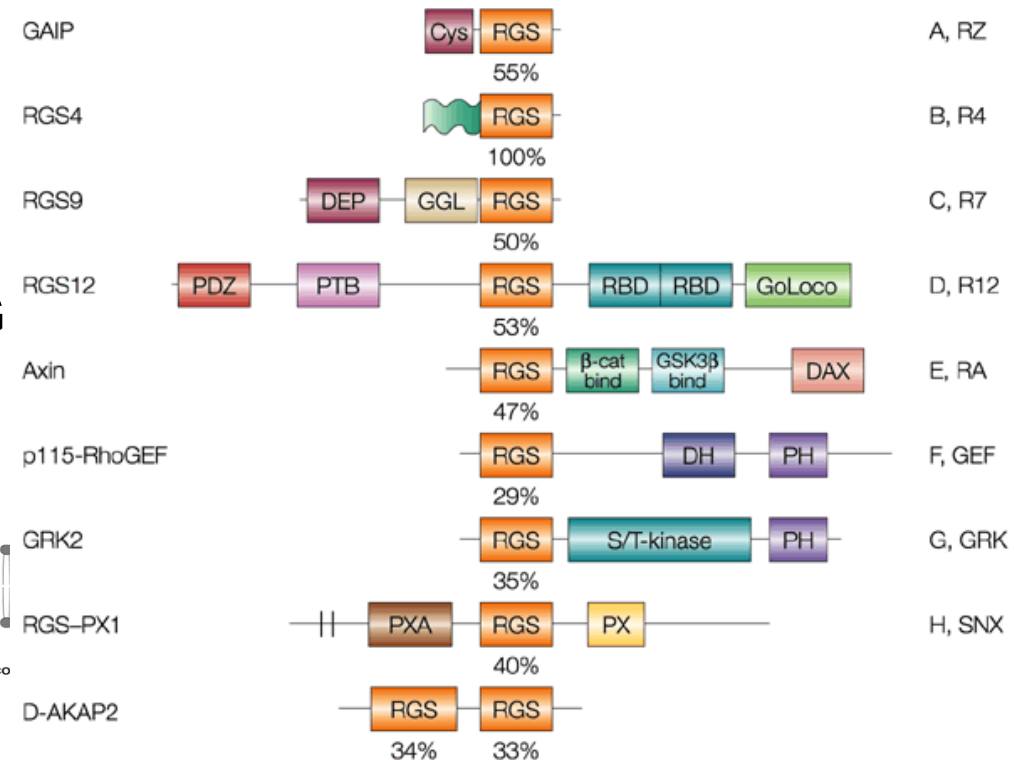 GAIP Cys RGS A, RZ
55%
RGS4 RGS B, R4
100%
RGS9 DEP GGL RGS C, R7
50%
RGS12 PDZ PTB RGS RBD RBD GoLoco D, R12
53%
Axin RGS β-cat bind GSK3β bind DAX E, RA
47%
p115-RhoGEF RGS DH PH F, GEF
29%
GRK2 RGS S/T-kinase PH G, GRK
35%
RGS–PX1 PXA RGS PX H, SNX
40%
D-AKAP2 RGS RGS
34% 33%